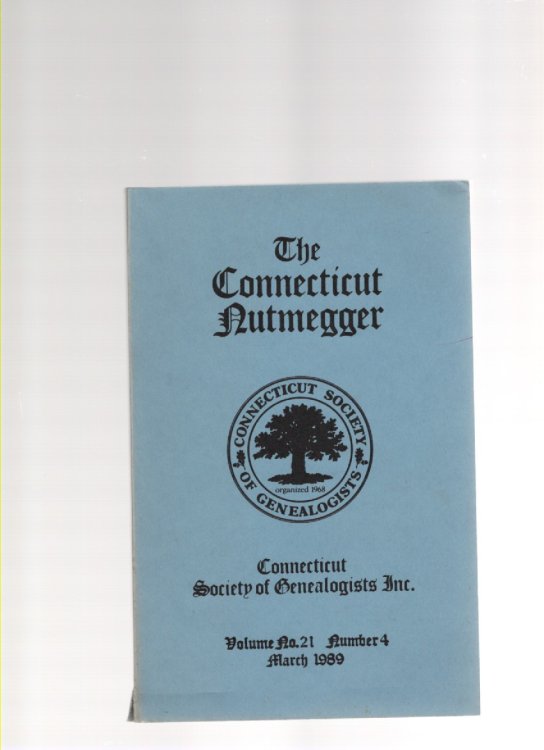 The
Connecticut
Nutmegger
CONNECTICUT SOCIETY
OF GENEALOGISTS
organized 1968
Connecticut
Society of Genealogists Inc.
Volume No. 21 Number 4
March 1989